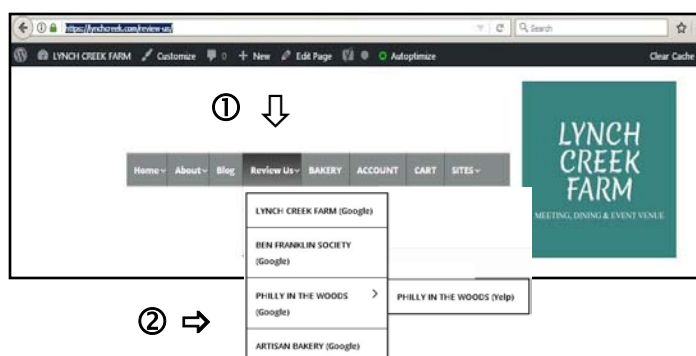 https://lynchcreek.com/review-us/
Search
LYNCH CREEK FARM Customize 0 + New Edit Page Autoptimize Clear Cache
①
LYNCH
CREEK
FARM
MEETING, DINING & EVENT VENUE
Home About Blog Review Us BAKERY ACCOUNT CART SITES
LYNCH CREEK FARM (Google)
BEN FRANKLIN SOCIETY
(Google)
PHILLY IN THE WOODS
(Google)
PHILLY IN THE WOODS (Yelp)
②
ARTISAN BAKERY (Google)